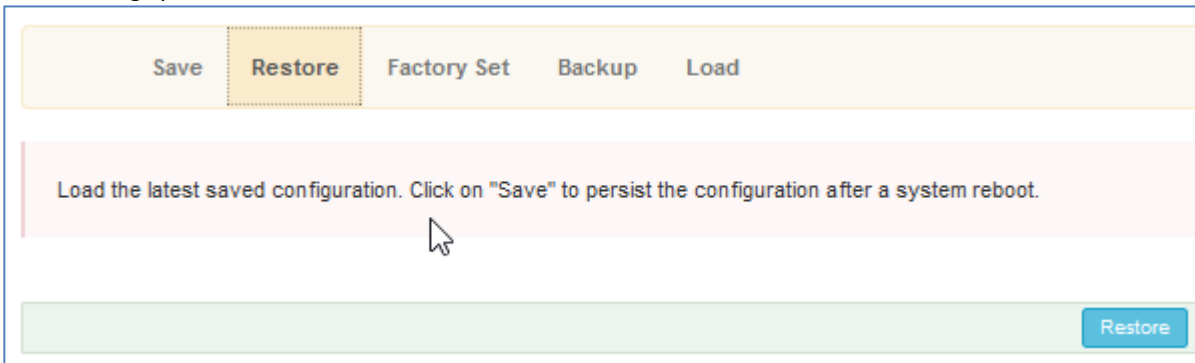 Save Restore Factory Set Backup Load
Load the latest saved configuration. Click on "Save" to persist the configuration after a system reboot.
Restore